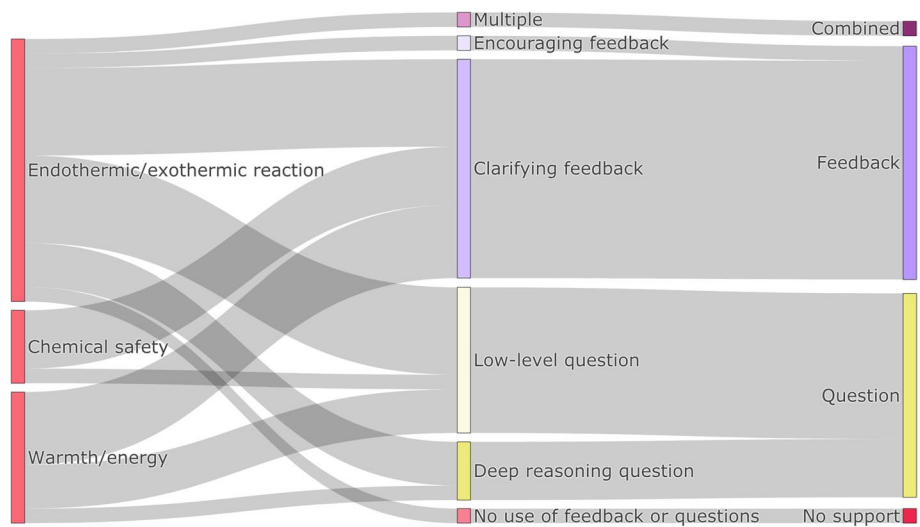 Endothermic/exothermic reaction
Chemical safety
Warmth/energy
Multiple
Encouraging feedback
Clarifying feedback
Low-level question
Deep reasoning question
No use of feedback or questions
Combined
Feedback
Question
No support